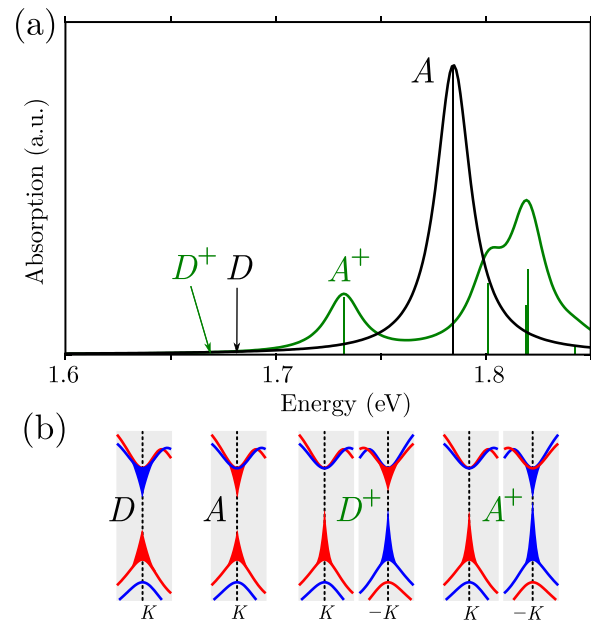 (a)
Absorption (a.u.)
A
D+ D A+
1.6 1.7 1.8
Energy (eV)
(b)
D A D+ A+
K K K −K K −K